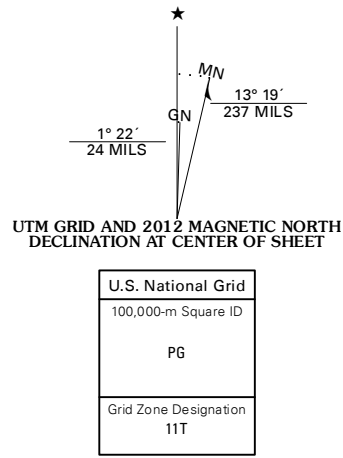 ★
MN
GN
13° 19´
237 MILS
1° 22´
24 MILS
UTM GRID AND 2012 MAGNETIC NORTH
DECLINATION AT CENTER OF SHEET
U.S. National Grid
100,000-m Square ID
PG
Grid Zone Designation
11T